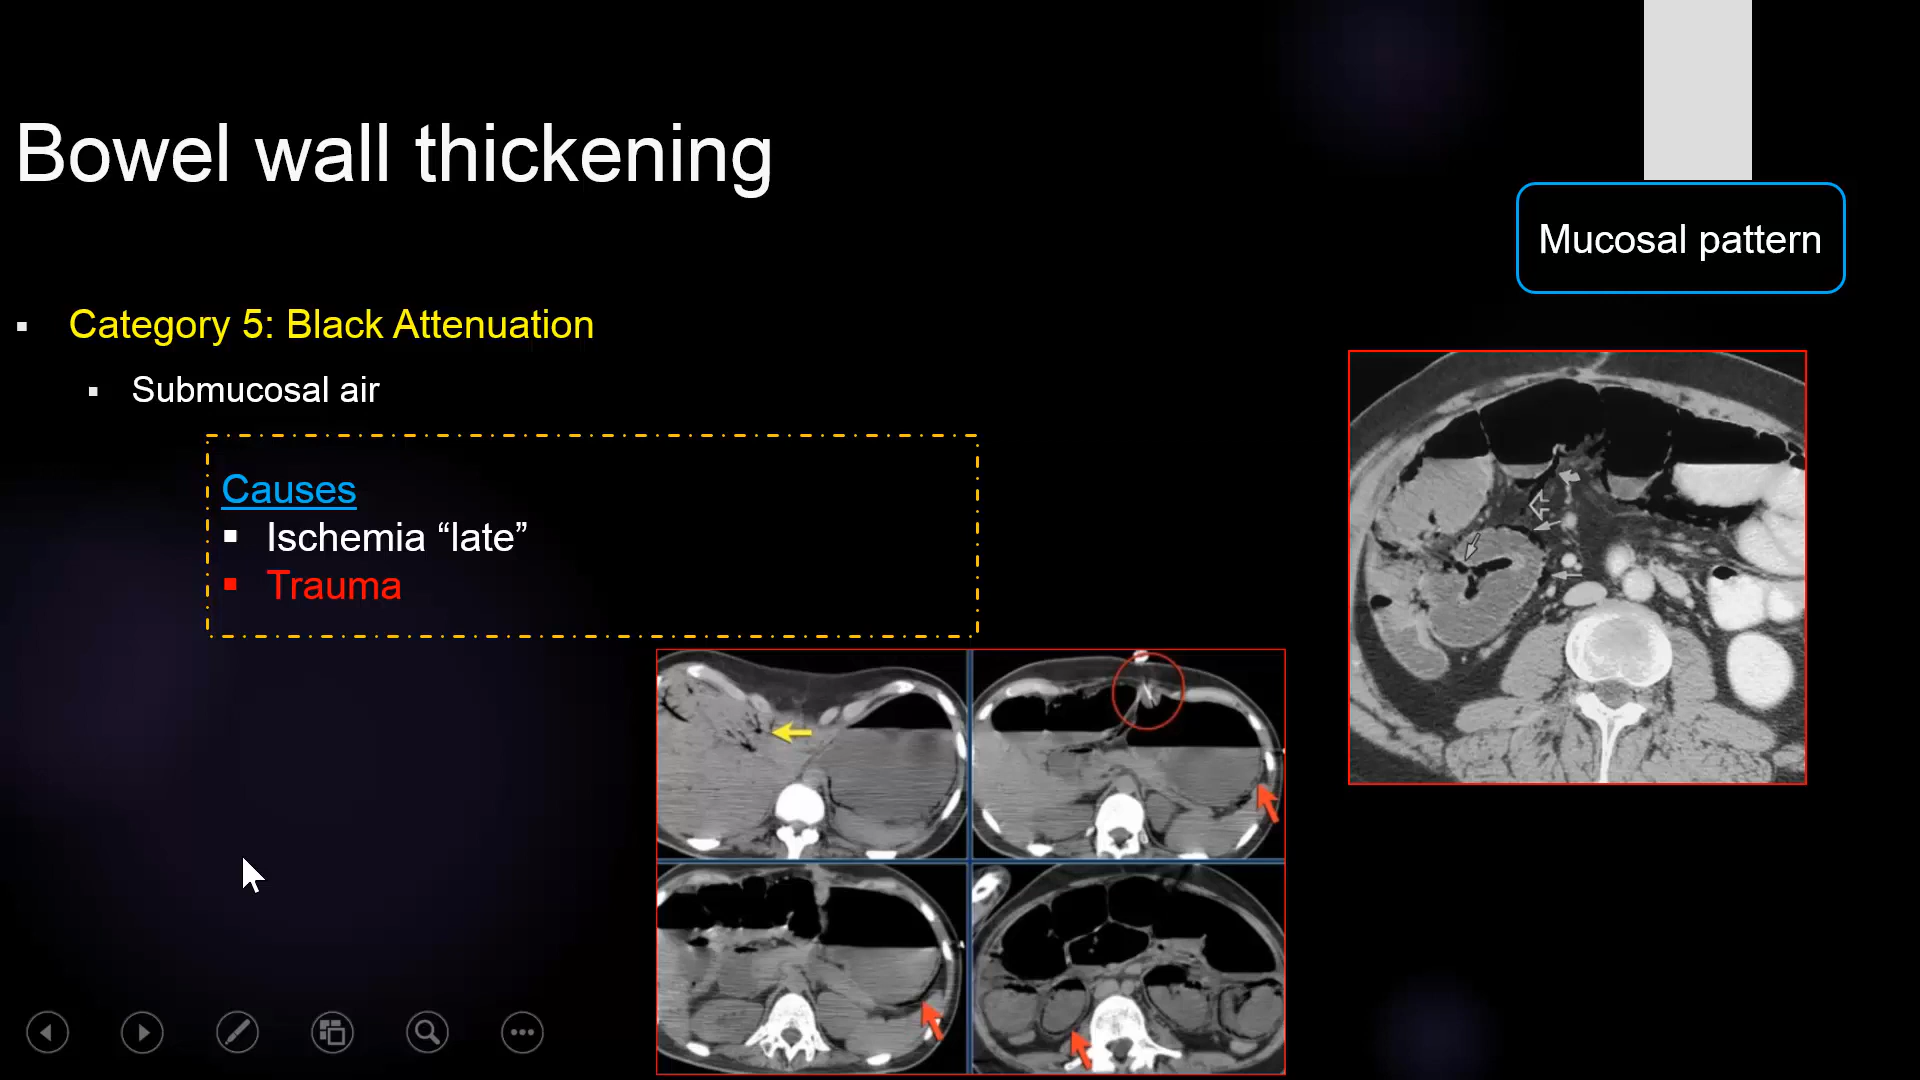 Bowel wall thickening
Mucosal pattern
Category 5: Black Attenuation
Submucosal air
Causes
Ischemia “late”
Trauma